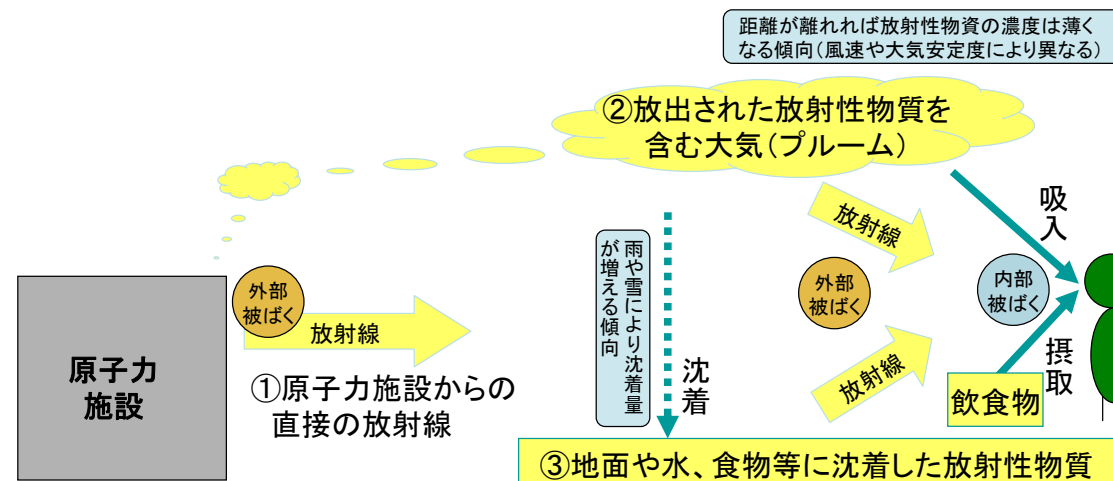 距離が離れれば放射性物資の濃度は薄く
なる傾向(風速や大気安定度により異なる)
②放出された放射性物質を
含む大気(プルーム)
吸入
放射線
雨や雪により沈着量
が増える傾向
外部
被ばく
外部
被ばく
内部
被ばく
放射線
原子力
施設
①原子力施設からの
直接の放射線
沈着
放射線
摂取
飲食物
③地面や水、食物等に沈着した放射性物質